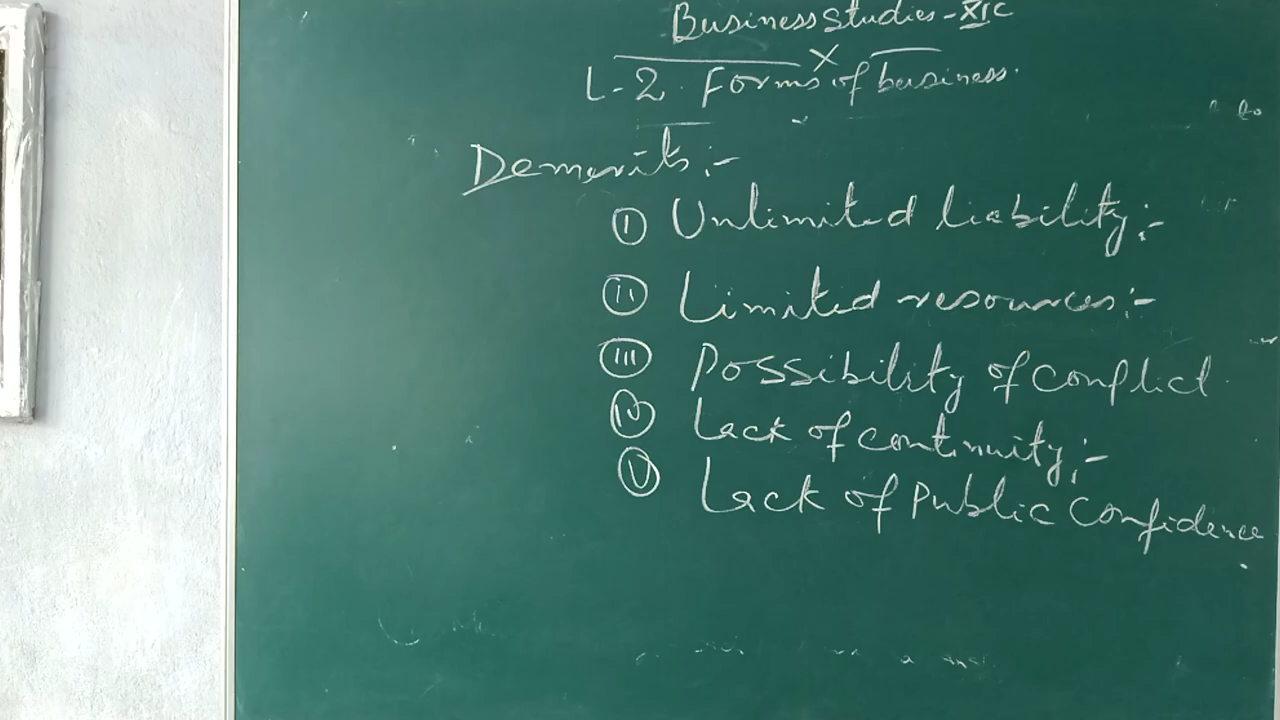 Business Studies - XI C
X
L-2. Forms of business.
Demerits :-
(i) Unlimited liability :-
(ii) Limited resources :-
(iii) Possibility of conflict.
(iv) Lack of continuity :-
(v) Lack of Public Confidence